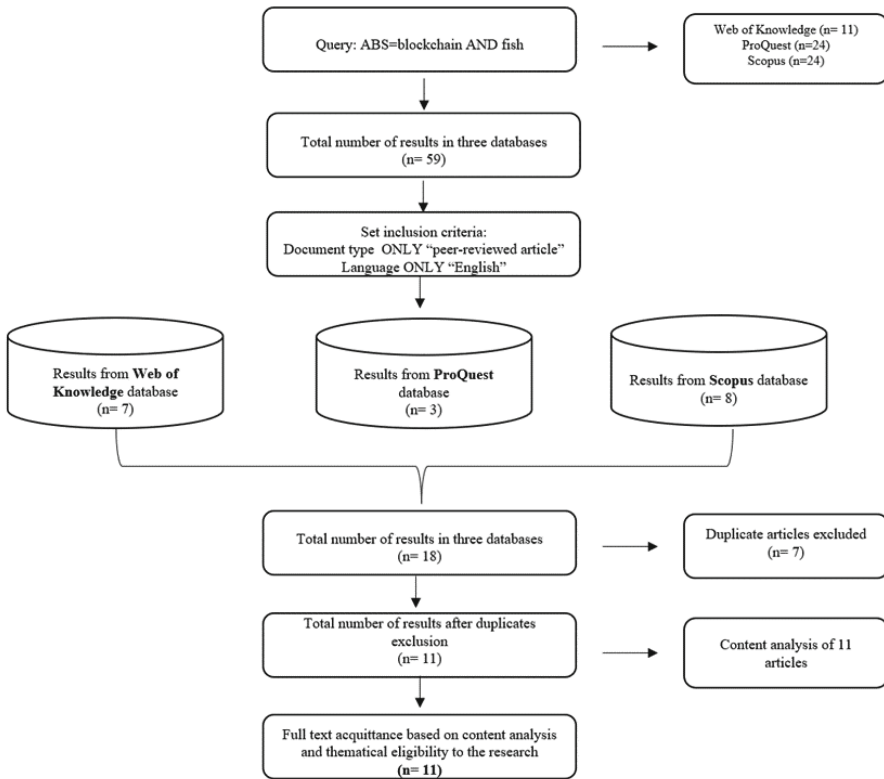 Query: ABS=blockchain AND fish
Web of Knowledge (n= 11)
ProQuest (n=24)
Scopus (n=24)
Total number of results in three databases
(n= 59)
Set inclusion criteria:
Document type ONLY “peer-reviewed article”
Language ONLY “English”
Results from Web of
Knowledge database
(n= 7)
Results from ProQuest
database
(n= 3)
Results from Scopus database
(n= 8)
Total number of results in three databases
(n= 18)
Duplicate articles excluded
(n= 7)
Total number of results after duplicates
exclusion
(n= 11)
Content analysis of 11
articles
Full text acquittance based on content analysis
and thematical eligibility to the research
(n= 11)